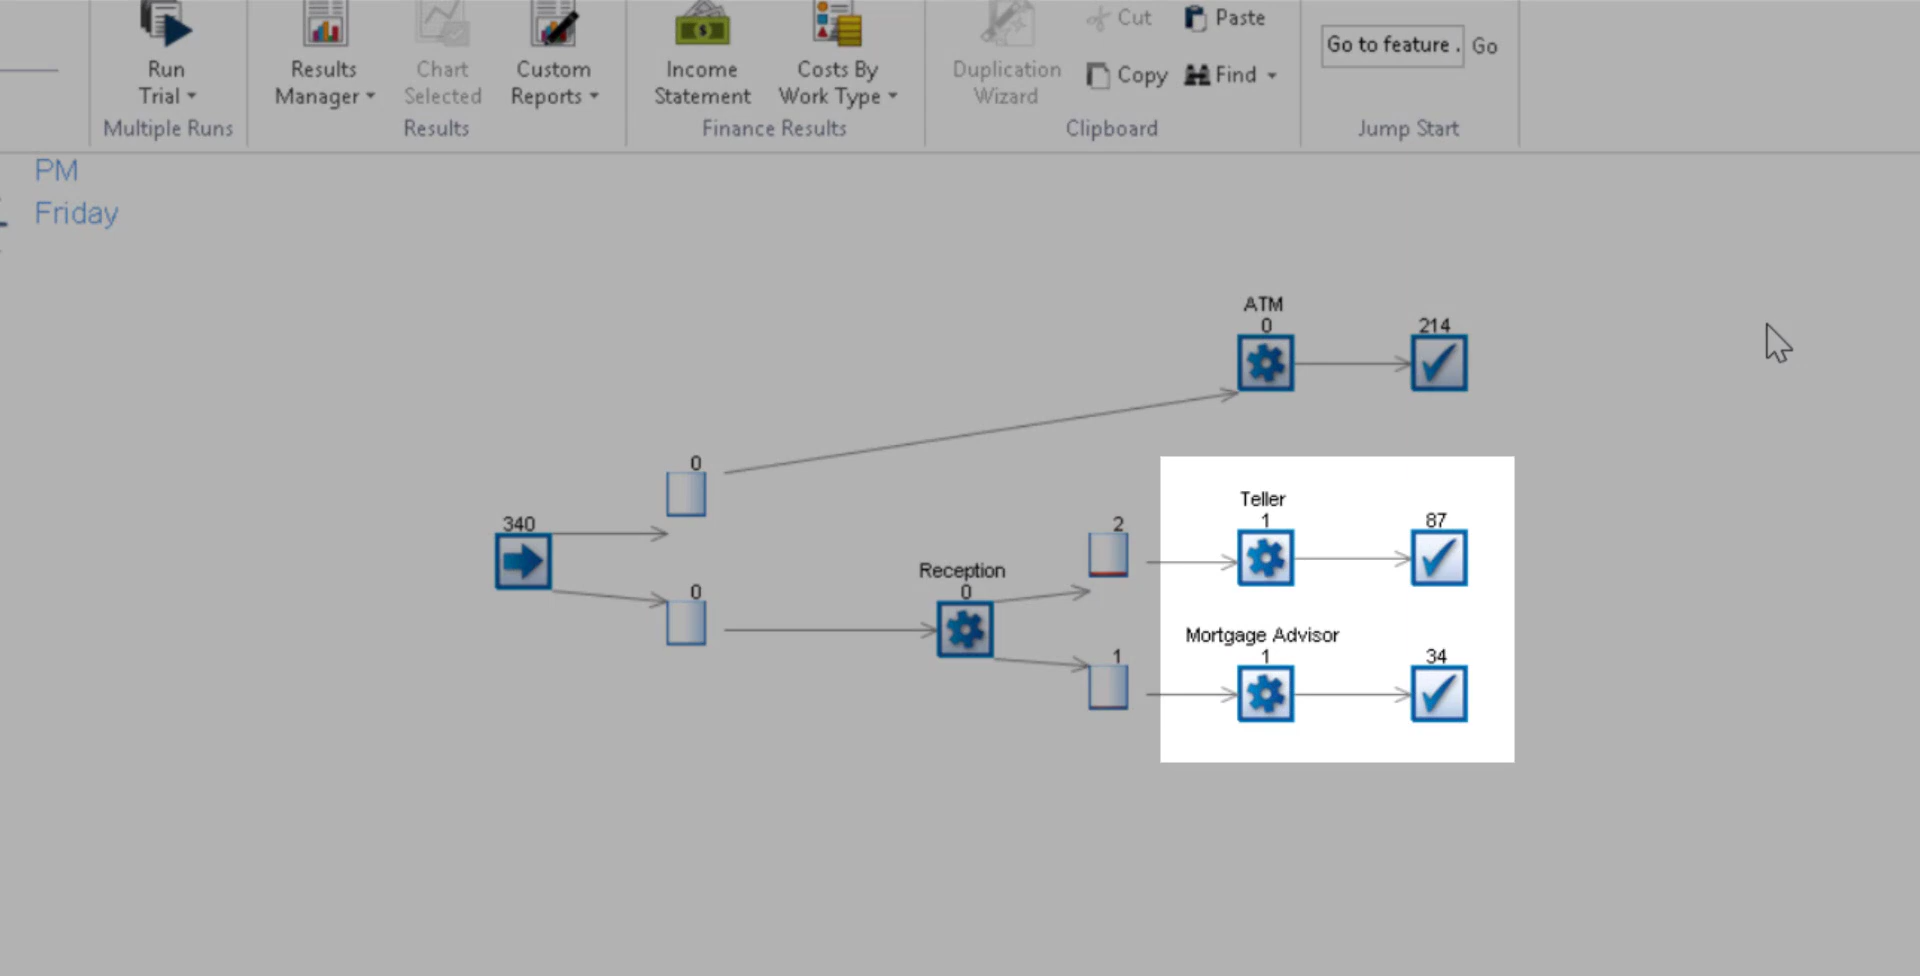 Run
Trial
Multiple Runs
Results
Manager
Chart
Selected
Custom
Reports
Results
Income
Statement
Costs By
Work Type
Finance Results
Duplication
Wizard
Cut
Paste
Copy
Find
Clipboard
Go to feature .
Go
Jump Start
PM
Friday
ATM
0
214
0
340
0
Reception
0
2
1
Teller
1
87
Mortgage Advisor
1
34